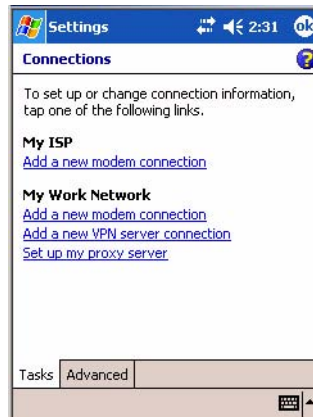 Settings 2:31 ok
Connections ?
To set up or change connection information,
tap one of the following links.
My ISP
Add a new modem connection
My Work Network
Add a new modem connection
Add a new VPN server connection
Set up my proxy server
Tasks Advanced